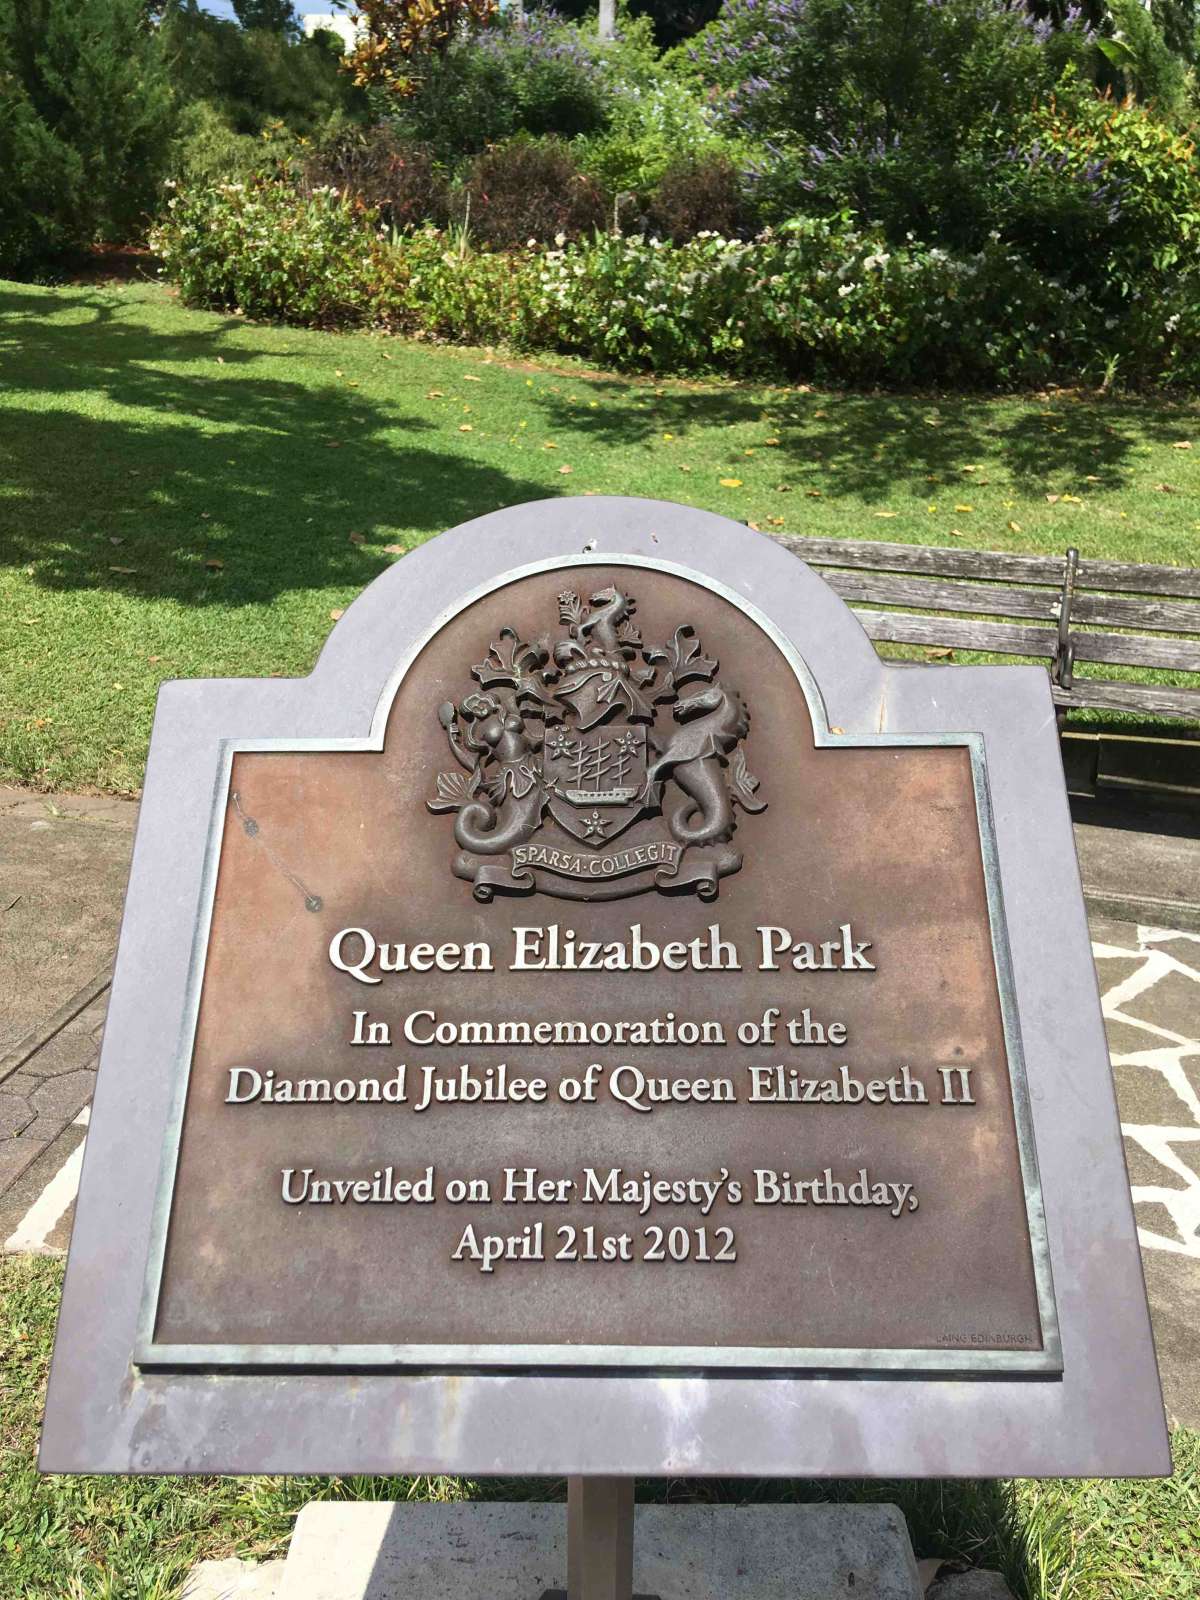 SPARSA·COLLEGIT
Queen Elizabeth Park
In Commemoration of the
Diamond Jubilee of Queen Elizabeth II
Unveiled on Her Majesty's Birthday,
April 21st 2012
LAING EDINBURGH